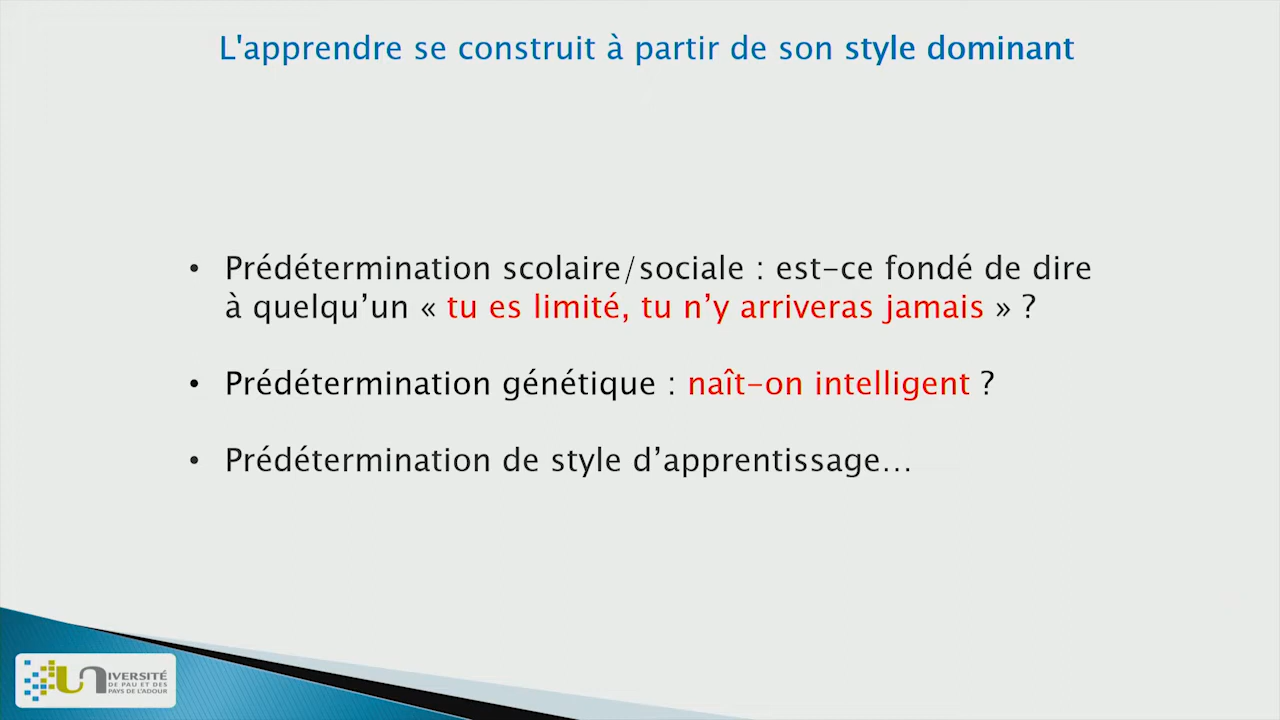 L'apprendre se construit à partir de son style dominant
• Prédétermination scolaire/sociale : est-ce fondé de dire
à quelqu’un « tu es limité, tu n’y arriveras jamais » ?
• Prédétermination génétique : naît-on intelligent ?
• Prédétermination de style d’apprentissage…
UNIVERSITÉ
DE PAU ET DES
PAYS DE L'ADOUR